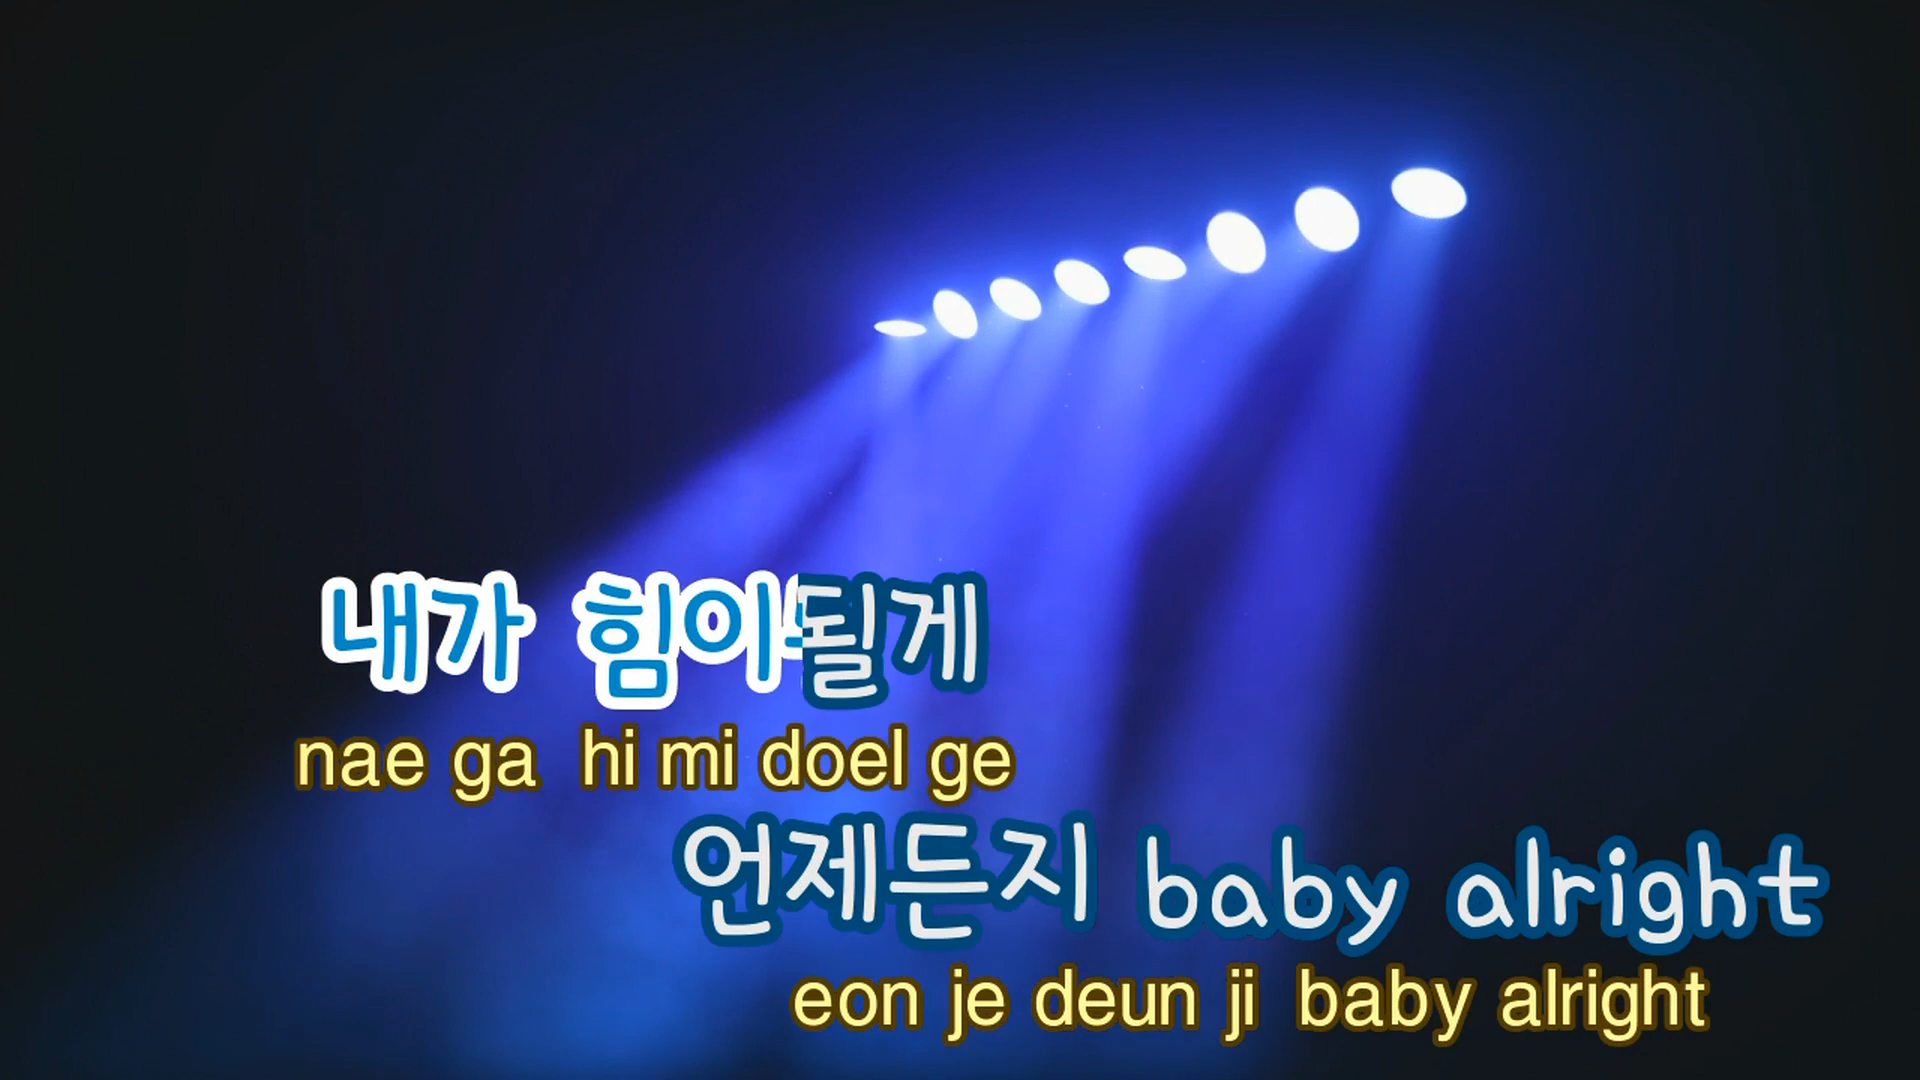 내가 힘이 될게
nae ga hi mi doel ge
언제든지 baby alright
eon je deun ji baby alright